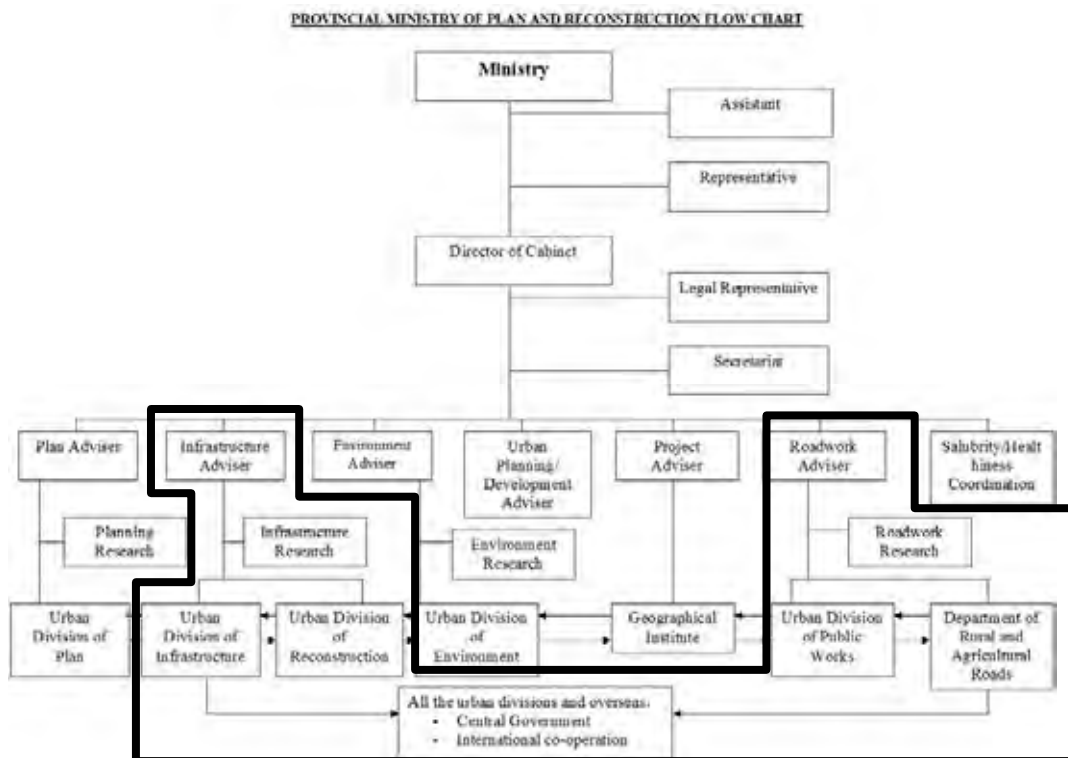 PROVINCIAL MINISTRY OF PLAN AND RECONSTRUCTION FLOW CHART
Ministry
Assistant
Representative
Director of Cabinet
Legal Representative
Secretariat
Plan Adviser
Infrastructure
Adviser
Environment
Adviser
Urban
Planning/
Development
Adviser
Project
Adviser
Roadwork
Adviser
Salubrity/Healt
hiness
Coordination
Planning
Research
Infrastructure
Research
Environment
Research
Roadwork
Research
Urban
Division of
Plan
Urban
Division of
Infrastructure
Urban Division
of
Reconstruction
Urban Division
of
Environment
Geographical
Institute
Urban Division
of Public
Works
Department of
Rural and
Agricultural
Roads
All the urban divisions and overseas.
• Central Government
• International co-operation